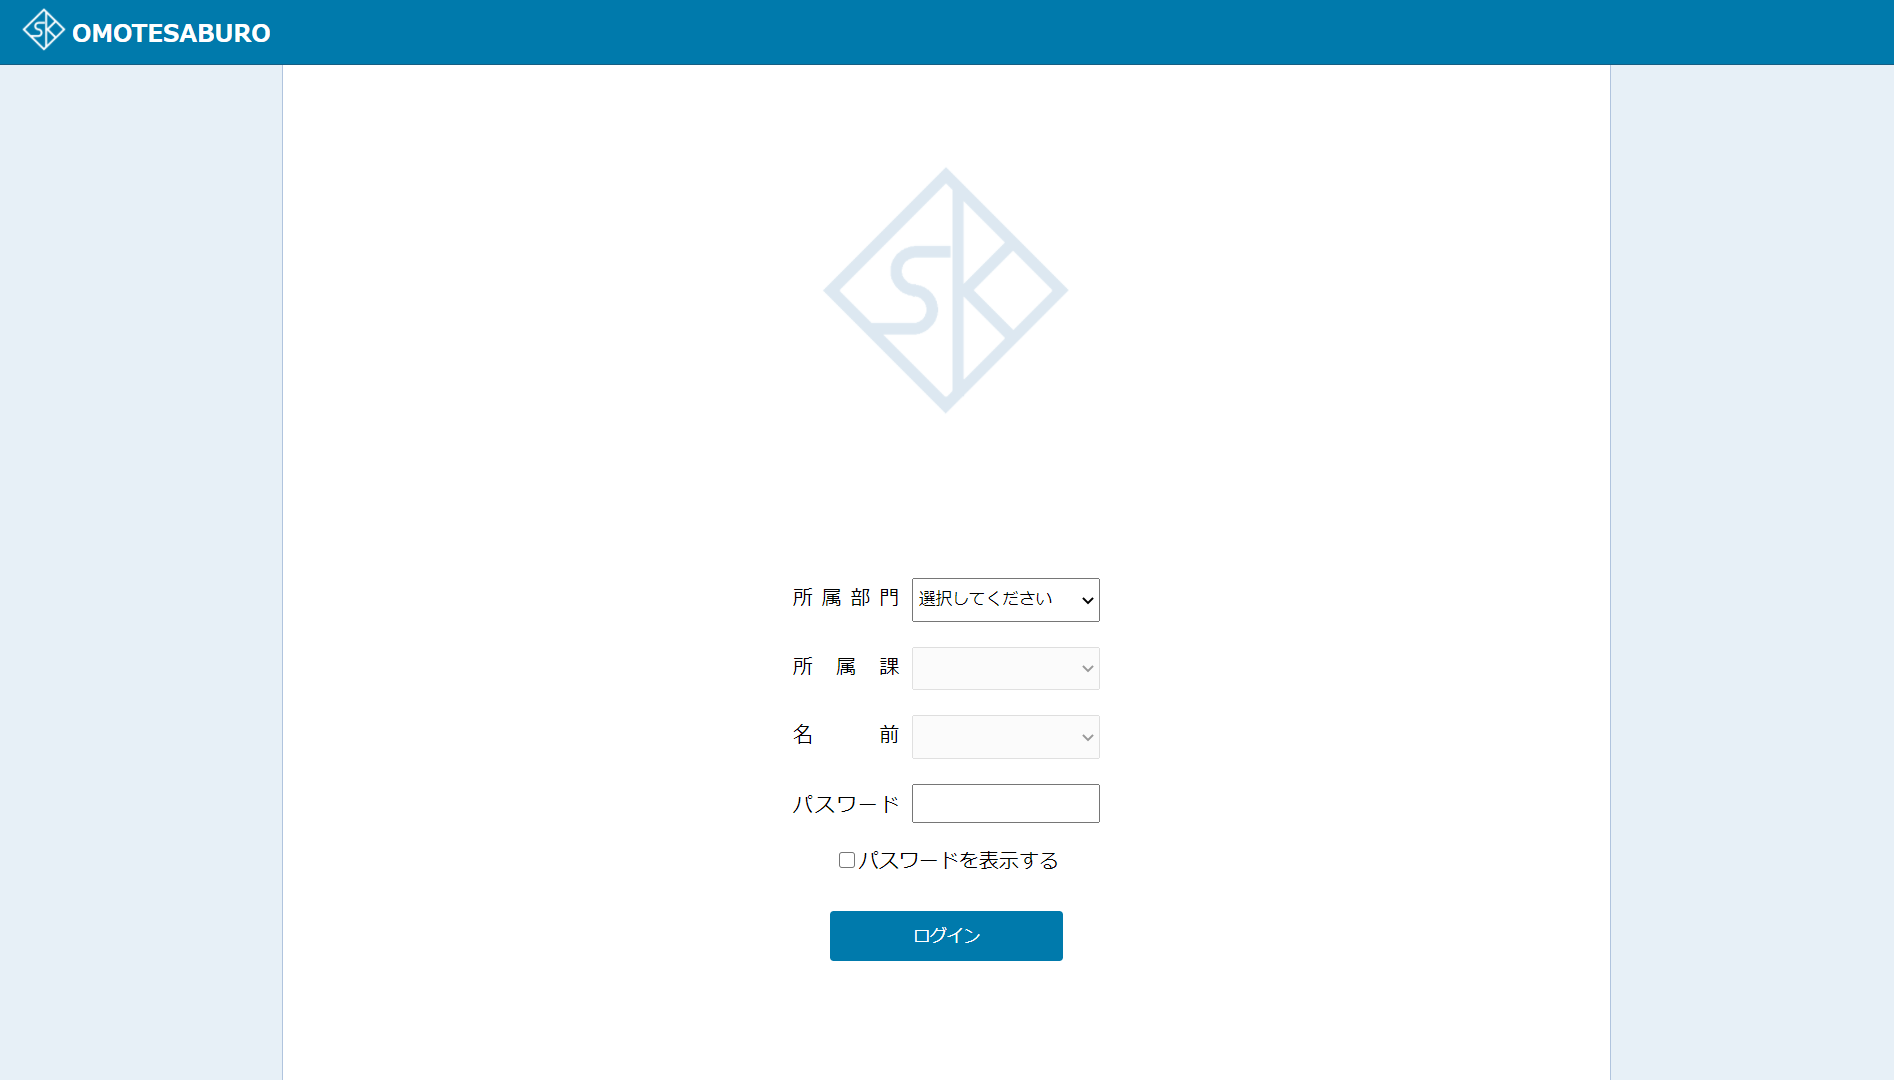 SK OMOTESABURO
SK
所属部門 選択してください
所属課
名前
パスワード
パスワードを表示する
ログイン